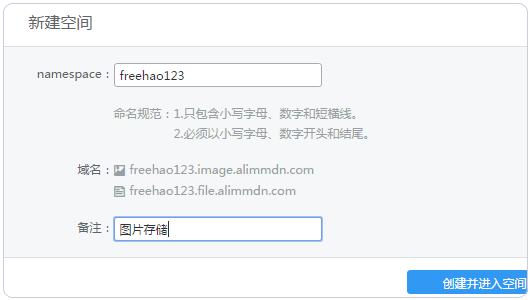 新建空间
namespace : freehao123
命名规范：1.只包含小写字母、数字和短横线。
2.必须以小写字母、数字开头和结尾。
域名 : freehao123.image.alimmdn.com
freehao123.file.alimmdn.com
备注 : 图片存储
创建并进入空间